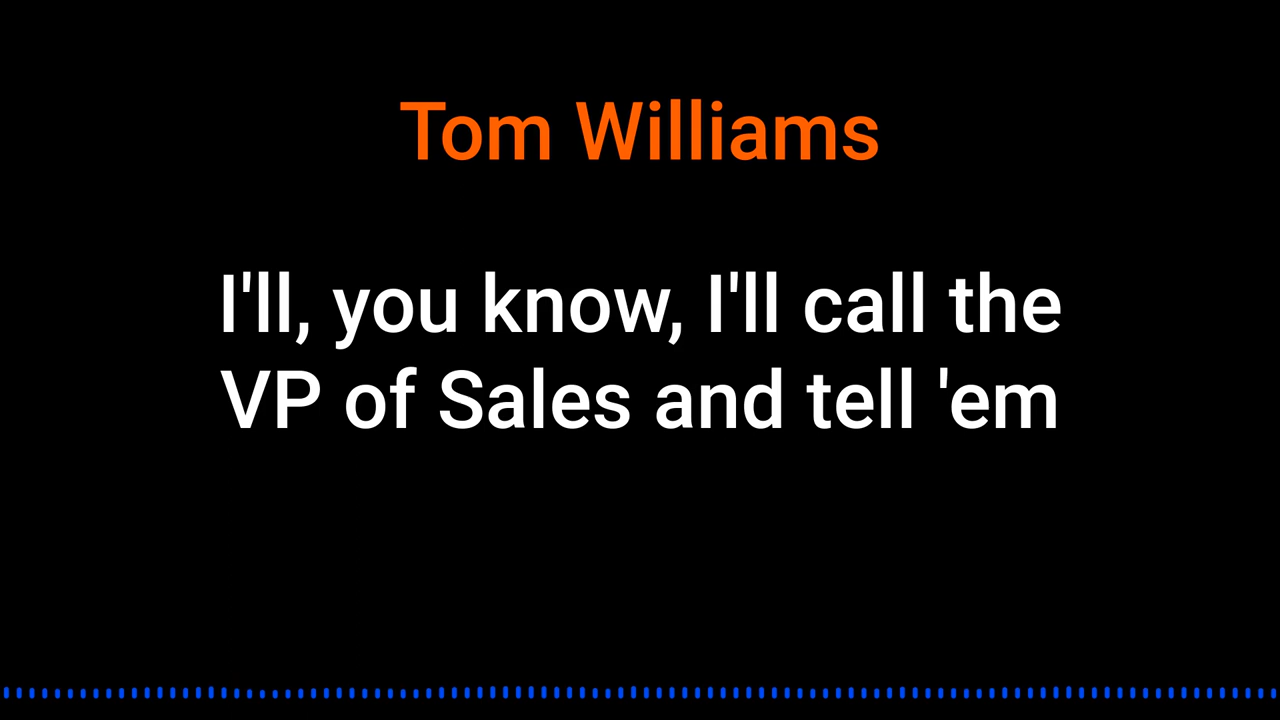 Tom Williams
I'll, you know, I'll call the
VP of Sales and tell 'em